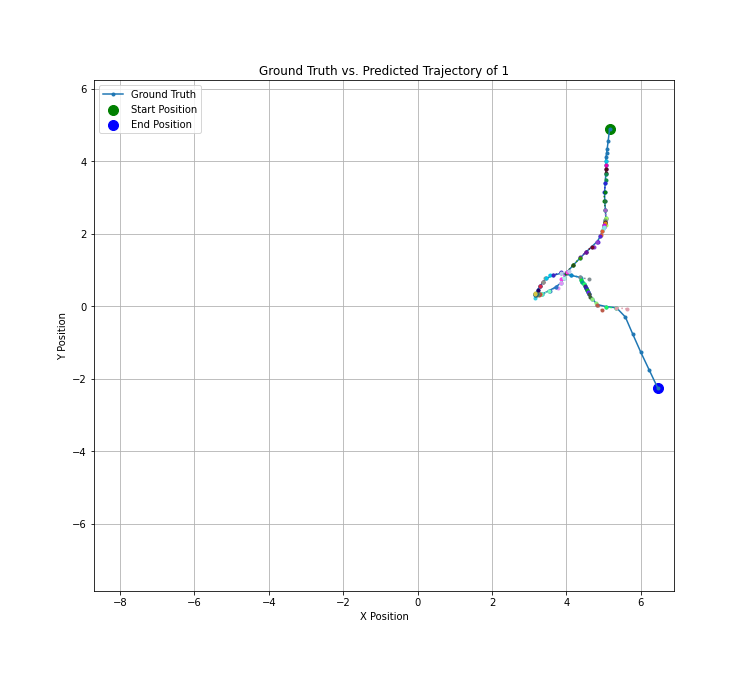 Ground Truth vs. Predicted Trajectory of 1
Ground Truth
Start Position
End Position
6
4
2
0
−2
−4
−6
Y Position
−8 −6 −4 −2 0 2 4 6
X Position